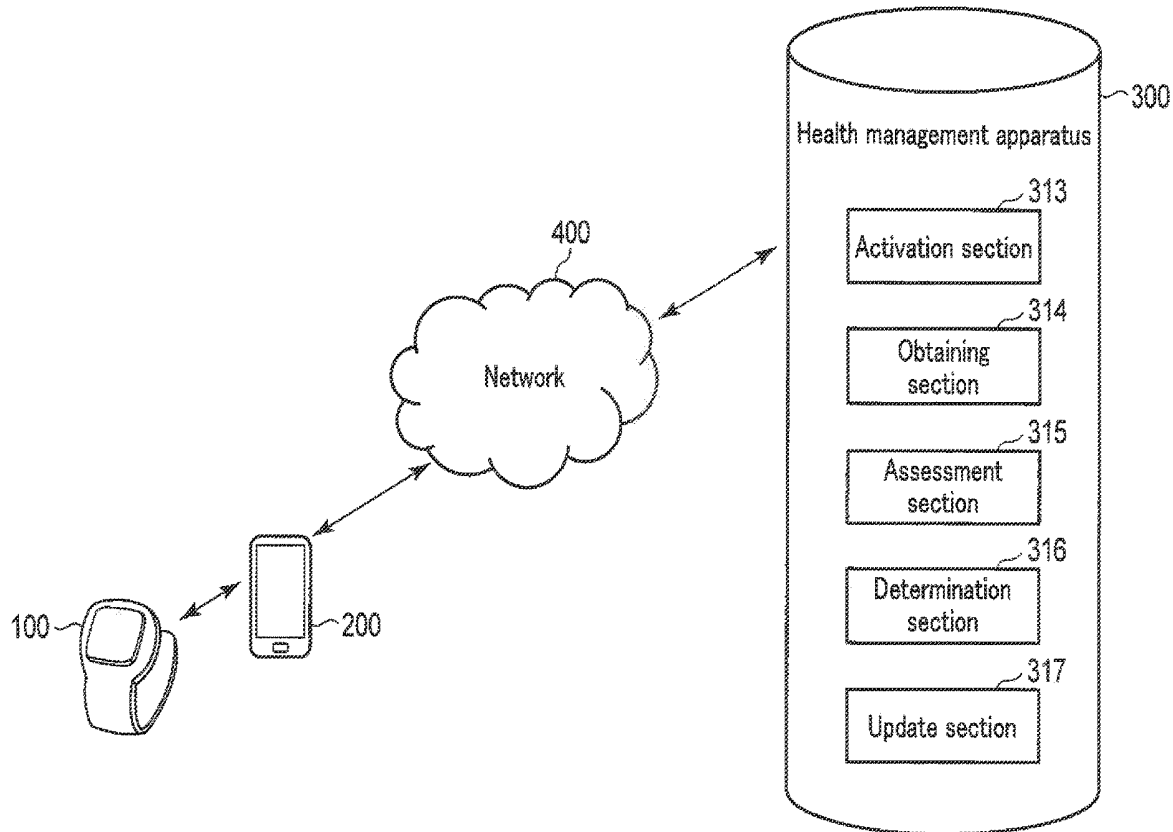 300
Health management apparatus
313
Activation section
400
314
Obtaining
section
Network
315
Assessment
section
316
Determination
section
100
200
317
Update section